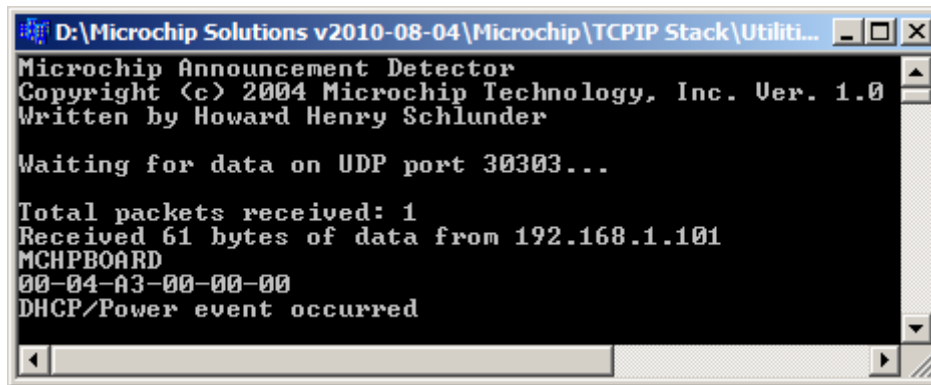 D:\Microchip Solutions v2010-08-04\Microchip\TCPIP Stack\Utiliti...
Microchip Announcement Detector
Copyright (c) 2004 Microchip Technology, Inc. Ver. 1.0
Written by Howard Henry Schlunder
Waiting for data on UDP port 30303...
Total packets received: 1
Received 61 bytes of data from 192.168.1.101
MCHPBOARD
00-04-A3-00-00-00
DHCP/Power event occurred